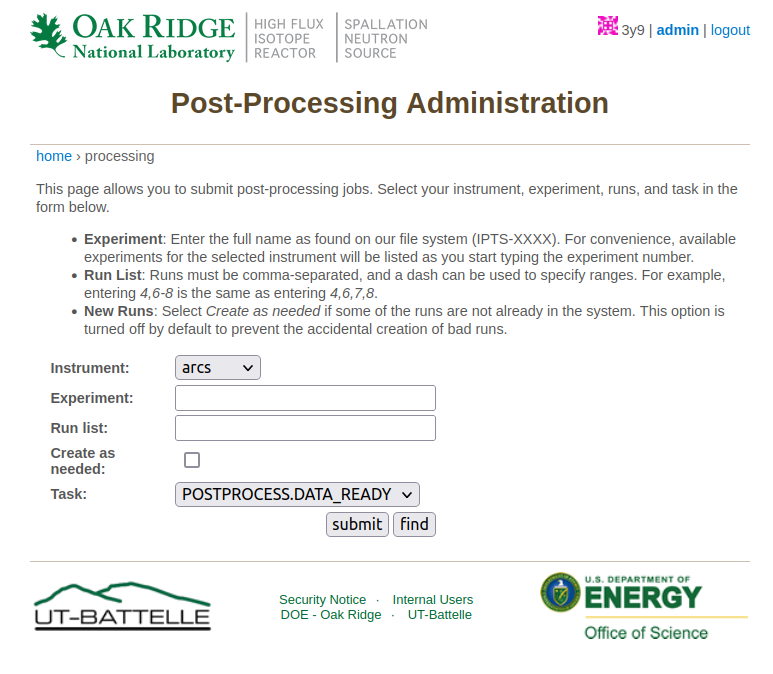 OAK RIDGE
National Laboratory
HIGH FLUX
ISOTOPE
REACTOR
SPALLATION
NEUTRON
SOURCE
3y9 | admin | logout
Post-Processing Administration
home › processing
This page allows you to submit post-processing jobs. Select your instrument, experiment, runs, and task in the
form below.
• Experiment: Enter the full name as found on our file system (IPTS-XXXX). For convenience, available
experiments for the selected instrument will be listed as you start typing the experiment number.
• Run List: Runs must be comma-separated, and a dash can be used to specify ranges. For example,
entering 4,6-8 is the same as entering 4,6,7,8.
• New Runs: Select Create as needed if some of the runs are not already in the system. This option is
turned off by default to prevent the accidental creation of bad runs.
Instrument: arcs
Experiment:
Run list:
Create as
needed:
Task: POSTPROCESS.DATA_READY
submit find
UT-BATTELLE
Security Notice · Internal Users
DOE - Oak Ridge · UT-Battelle
U.S. DEPARTMENT OF
ENERGY
Office of Science